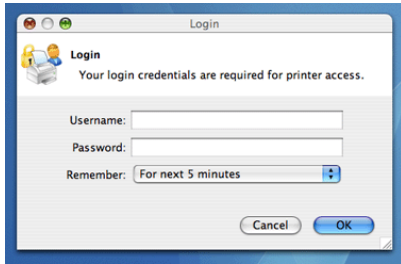 Login
Login
Your login credentials are required for printer access.
Username:
Password:
Remember: For next 5 minutes
Cancel OK